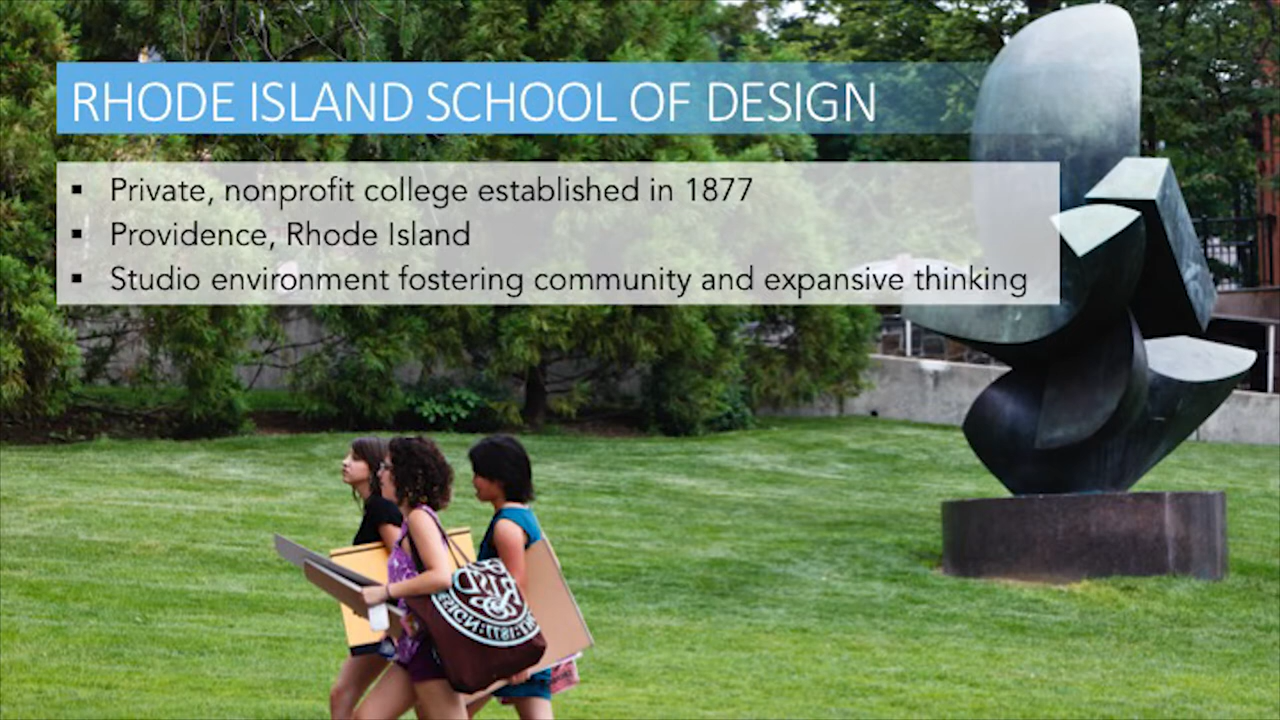 RHODE ISLAND SCHOOL OF DESIGN
▪ Private, nonprofit college established in 1877
▪ Providence, Rhode Island
▪ Studio environment fostering community and expansive thinking